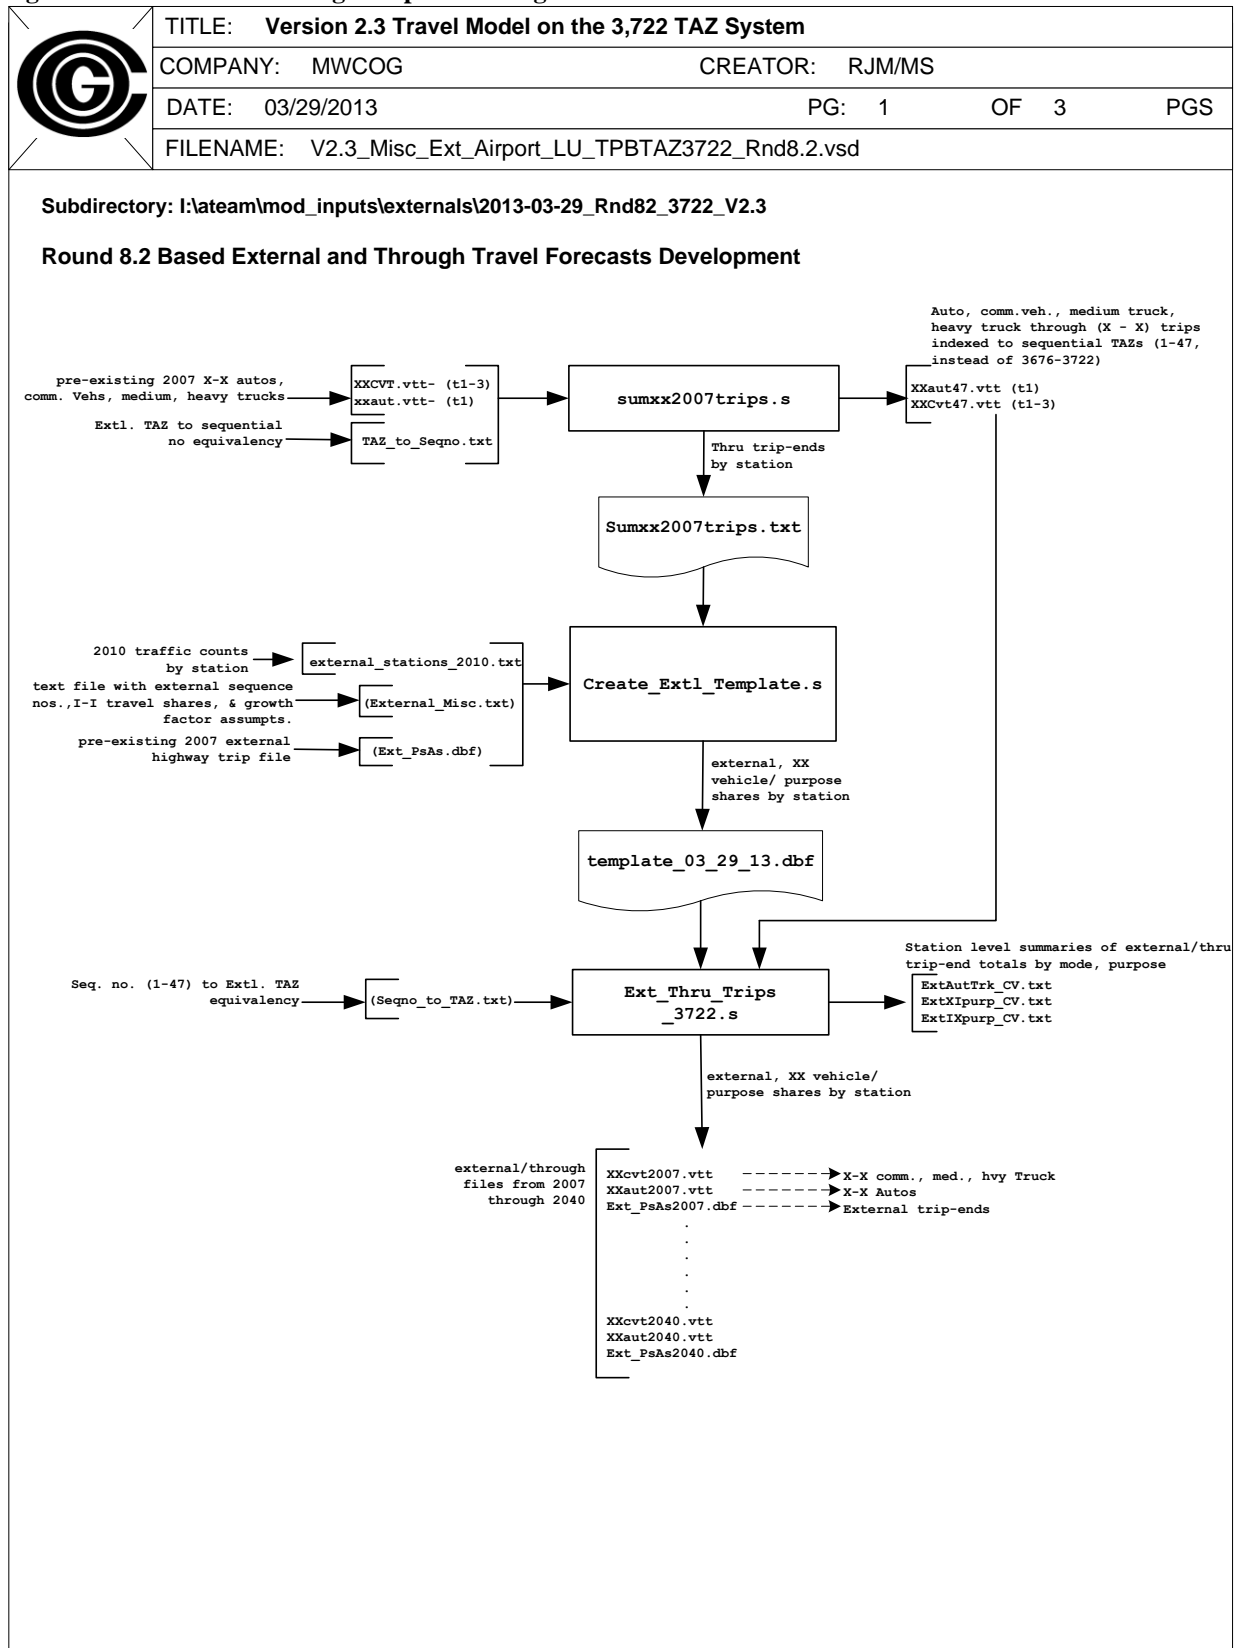 TITLE: Version 2.3 Travel Model on the 3,722 TAZ System
COMPANY: MWCOG CREATOR: RJM/MS
DATE: 03/29/2013 PG: 1 OF 3 PGS
FILENAME: V2.3_Misc_Ext_Airport_LU_TPBTAZ3722_Rnd8.2.vsd
Subdirectory: I:\ateam\mod_inputs\externals\2013-03-29_Rnd82_3722_V2.3
Round 8.2 Based External and Through Travel Forecasts Development
Auto, comm.veh., medium truck,
heavy truck through (X - X) trips
indexed to sequential TAZs (1-47,
instead of 3676-3722)
pre-existing 2007 X-X autos,
comm. Vehs, medium, heavy trucks
XXCVT.vtt- (t1-3)
xxaut.vtt- (t1)
sumxx2007trips.s
XXaut47.vtt (t1)
XXCvt47.vtt (t1-3)
Extl. TAZ to sequential
no equivalency
TAZ_to_Seqno.txt
Thru trip-ends
by station
Sumxx2007trips.txt
2010 traffic counts
by station
external_stations_2010.txt
text file with external sequence
nos.,I-I travel shares, & growth
factor assumpts.
(External_Misc.txt)
Create_Extl_Template.s
pre-existing 2007 external
highway trip file
(Ext_PsAs.dbf)
external, XX
vehicle/ purpose
shares by station
template_03_29_13.dbf
Station level summaries of external/thru
trip-end totals by mode, purpose
Seq. no. (1-47) to Extl. TAZ
equivalency
(Seqno_to_TAZ.txt)
Ext_Thru_Trips
_3722.s
ExtAutTrk_CV.txt
ExtXIpurp_CV.txt
ExtIXpurp_CV.txt
external, XX vehicle/
purpose shares by station
external/through
files from 2007
through 2040
XXcvt2007.vtt X-X comm., med., hvy Truck
XXaut2007.vtt X-X Autos
Ext_PsAs2007.dbf External trip-ends
.
.
.
.
.
.
XXcvt2040.vtt
XXaut2040.vtt
Ext_PsAs2040.dbf